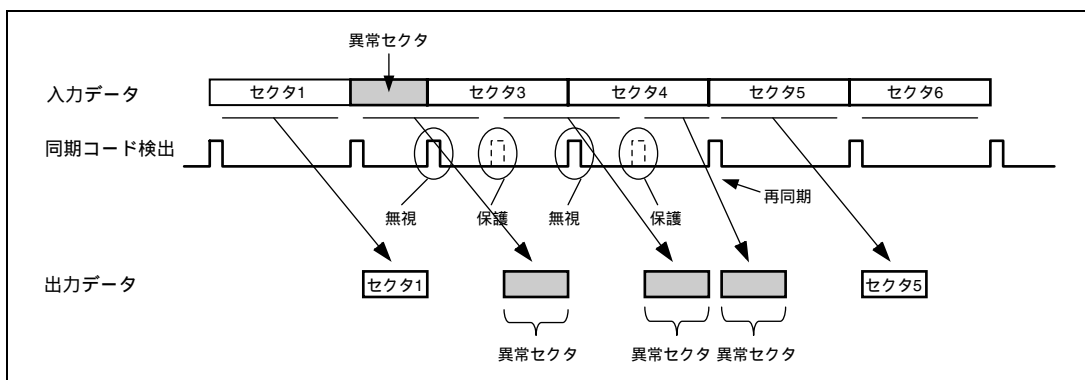 異常セクタ
入力データ
セクタ1
セクタ3
セクタ4
セクタ5
セクタ6
同期コード検出
無視
保護
無視
保護
再同期
出力データ
セクタ1
セクタ5
異常セクタ
異常セクタ
異常セクタ